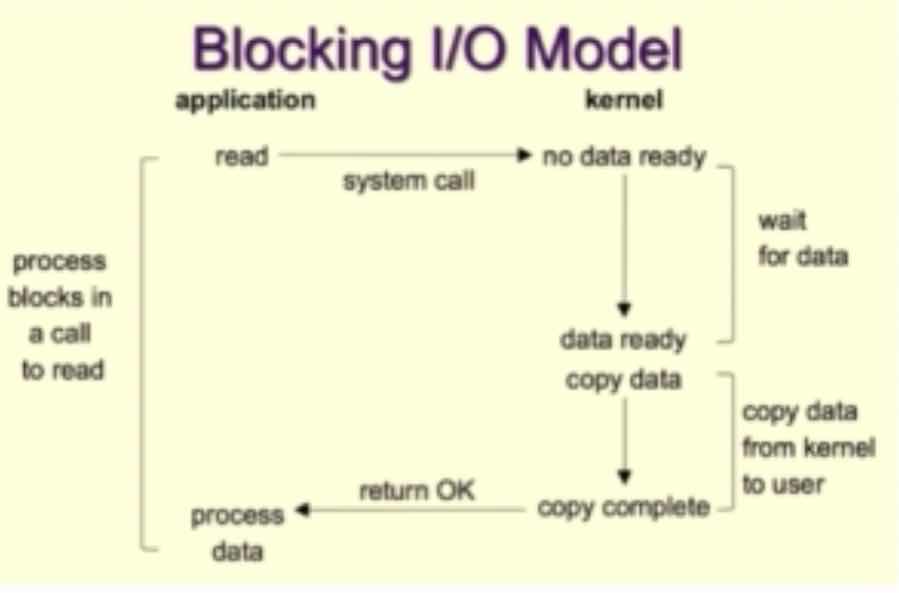 Blocking I/O Model
application kernel
read no data ready
system call
wait
for data
process
blocks in
a call
to read
data ready
copy data
copy data
from kernel
to user
return OK
copy complete
process
data